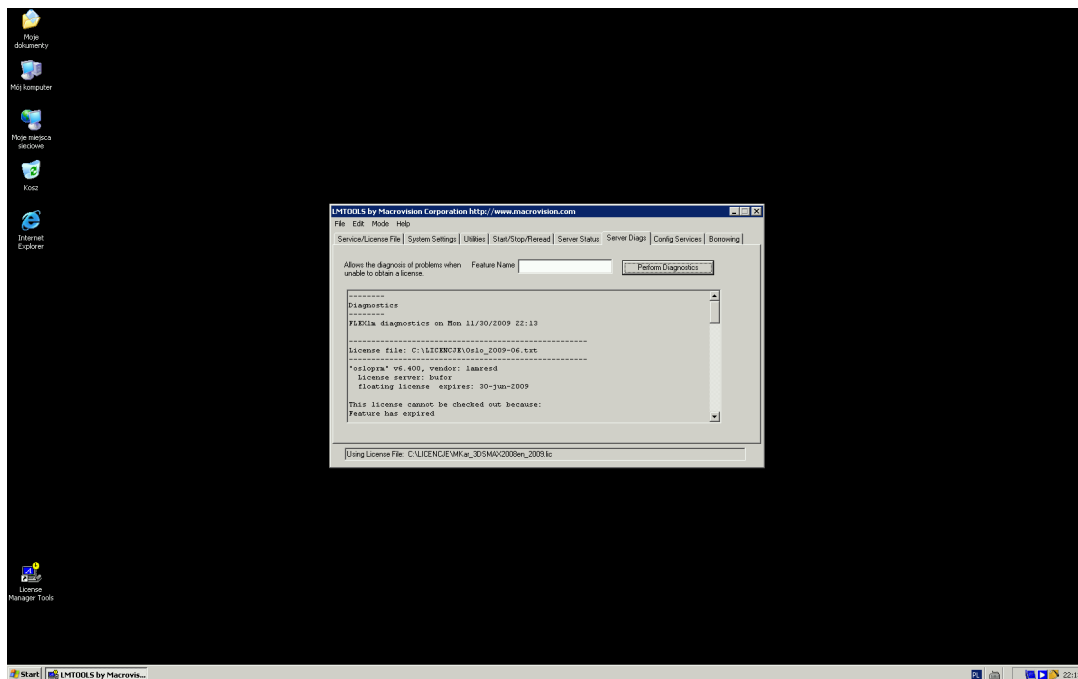 Moje
dokumenty
Mój komputer
Moje miejsca
sieciowe
Kosz
Internet
Explorer
License
Manager Tools
LMTOOLS by Macrovision Corporation http://www.macrovision.com
File Edit Mode Help
Service/License File System Settings Utilities Start/Stop/Reread Server Status Server Diags Config Services Borrowing
Allows the diagnosis of problems when
unable to obtain a license.
Feature Name
Perform Diagnostics
--------
Diagnostics
--------
FLEXlm diagnostics on Mon 11/30/2009 22:13
-----------------------------------------------------
License file: C:\LICENCJE\Oslo_2009-06.txt
-----------------------------------------------------
"osloprm" v6.400, vendor: lamresd
License server: bufor
floating license expires: 30-jun-2009
This license cannot be checked out because:
Feature has expired
Using License File: C:\LICENCJE\MKar_3DSMAX2008en_2009.lic
Start
LMTOOLS by Macrovis...
PL